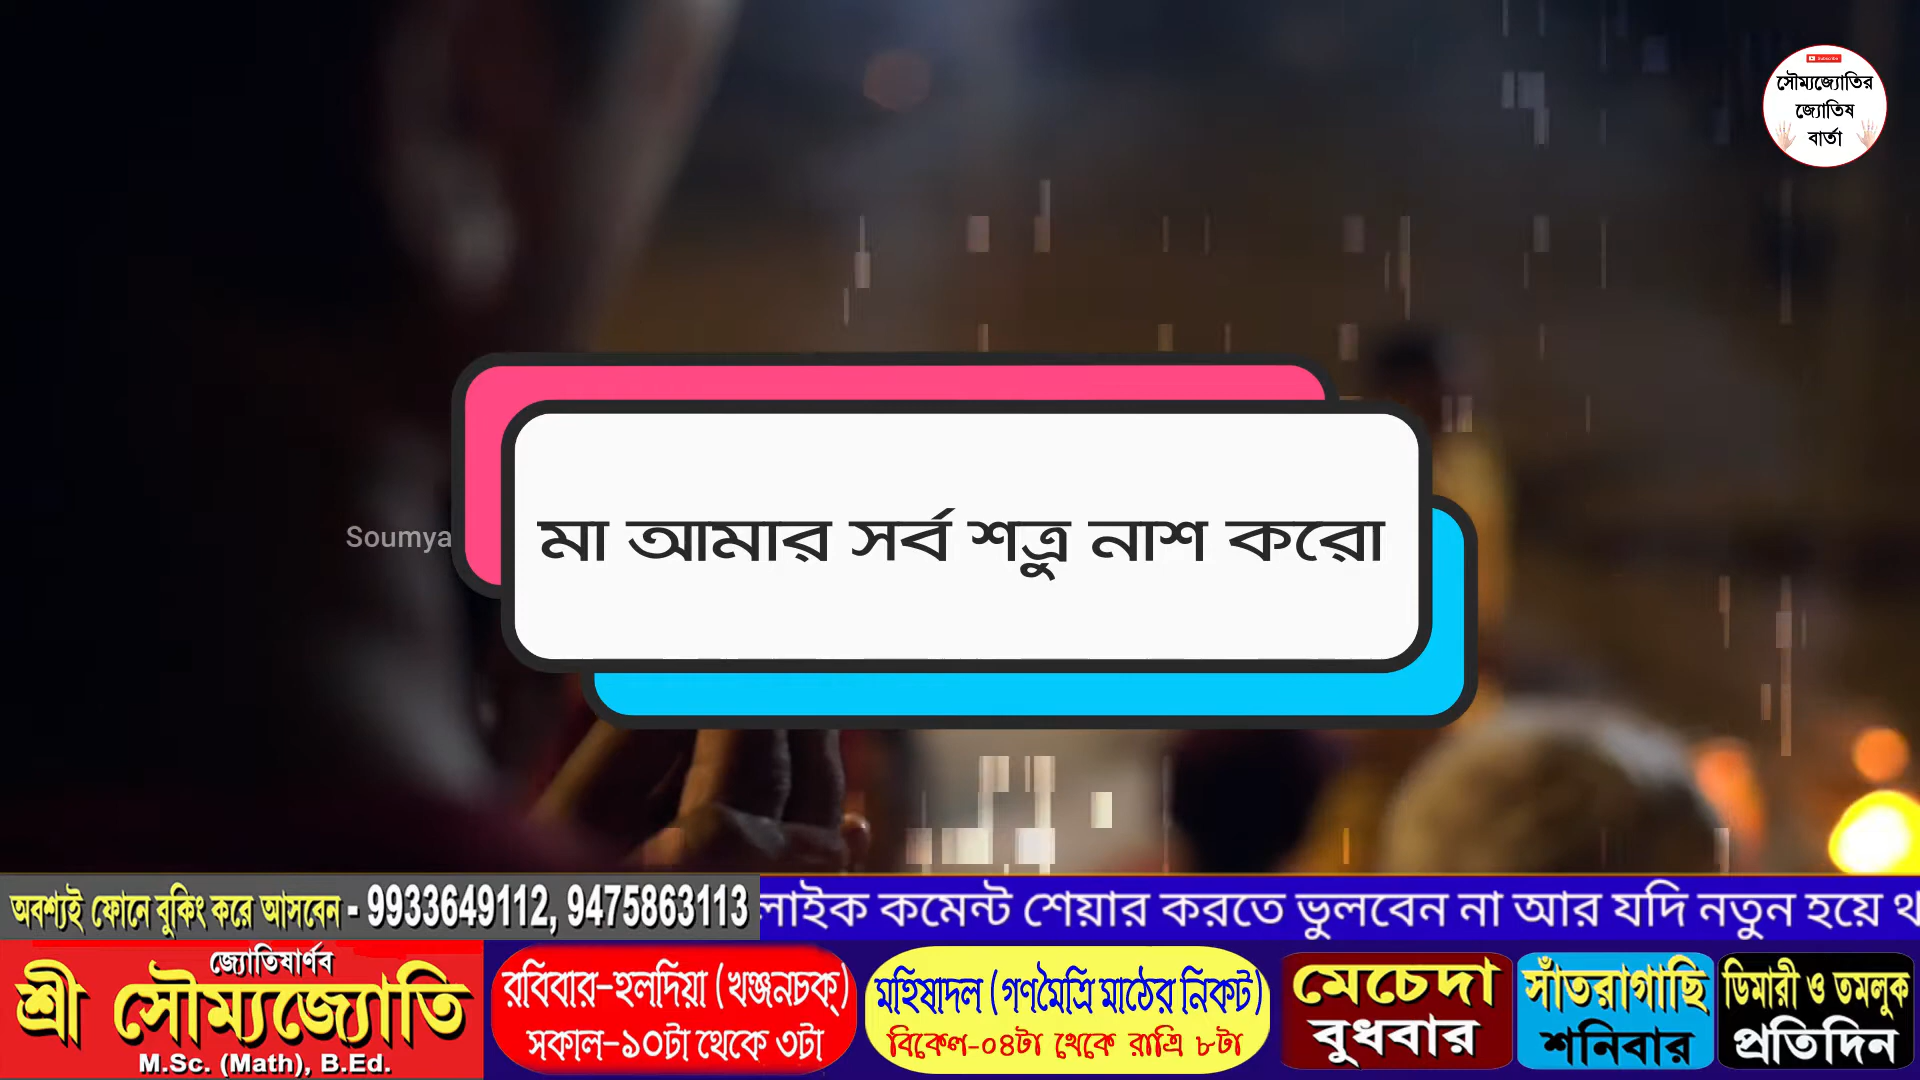 Subscribe
সৌম্যজ্যোতির
জ্যোতিষ
বার্তা
Soumya
মা আমার সর্ব শত্রু নাশ করো
অবশ্যই ফোনে বুকিং করে আসবেন - 9933649112, 9475863113
লাইক কমেন্ট শেয়ার করতে ভুলবেন না আর যদি নতুন হয়ে
জ্যোতিষার্ণব
শ্রী সৌম্যজ্যোতি
M.Sc. (Math), B.Ed.
রবিবার-হলদিয়া (খঞ্জনচক্)
সকাল-১০টা থেকে ৩টা
মহিষাদল (গণমৈত্রি মাঠের নিকট)
বিকেল-০৪টা থেকে রাত্রি ৮টা
মেচেদা
বুধবার
সাঁতরাগাছি
শনিবার
ডিমারী ও তমলুক
প্রতিদিন